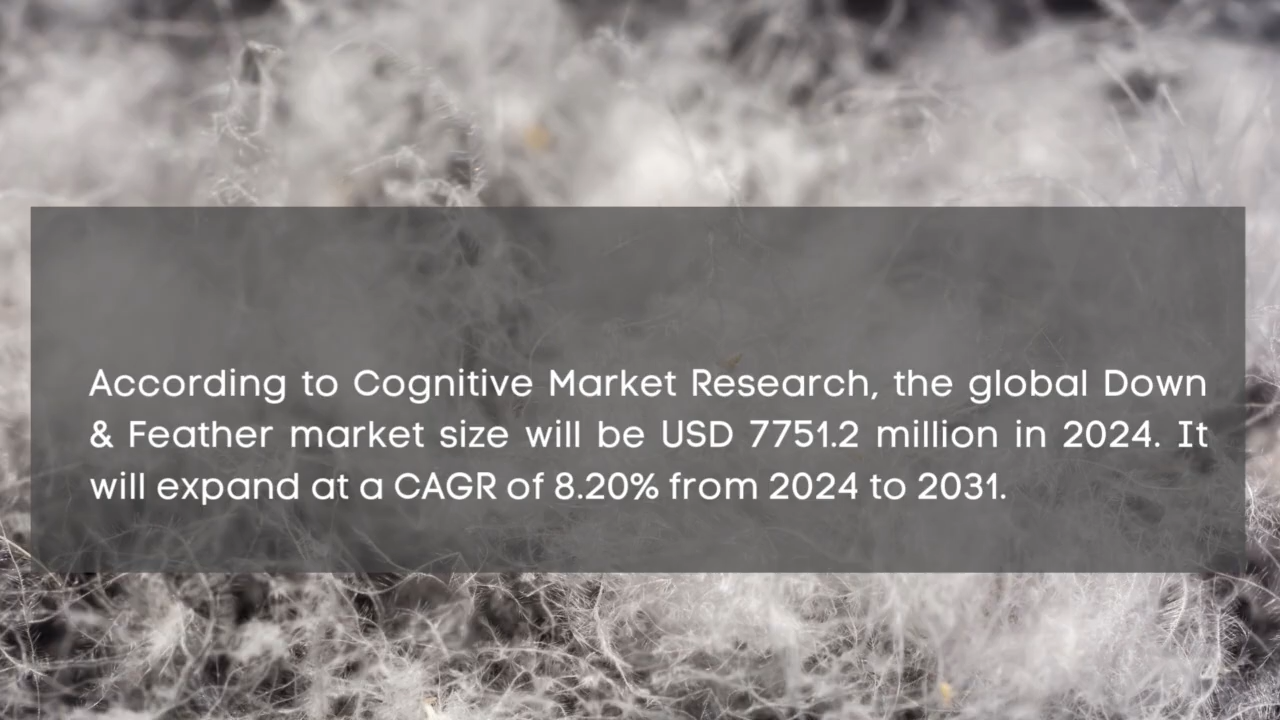 According to Cognitive Market Research, the global Down
& Feather market size will be USD 7751.2 million in 2024. It
will expand at a CAGR of 8.20% from 2024 to 2031.